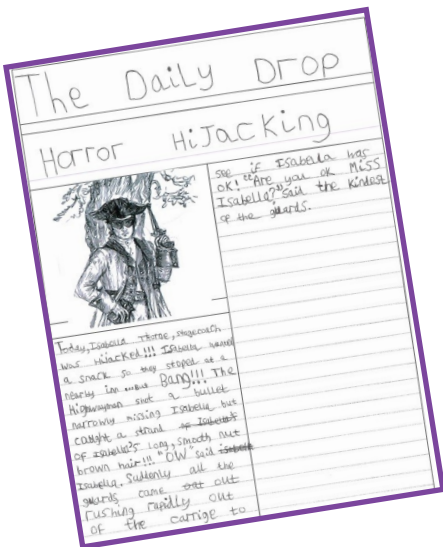 The Daily Drop
Horror Hijacking
Today, Isabella Thorne, stagecoach
was hijacked!!! Isabella wanted
a snack so they stoped at a
nearby inn ...but Bang!!! The
Highwayman shot a bullet
narrowly missing Isabella but
caught a strand of Isabella's
of Isabella's long, smooth nut
brown hair!!! "OW" said Isabella
Isabella. Suddenly all the
guards came that out
rushing rapidly out
of the carrige to
see if Isabella was
ok! "Are you ok Miss
Isabella?" said the kindest
of the guards.